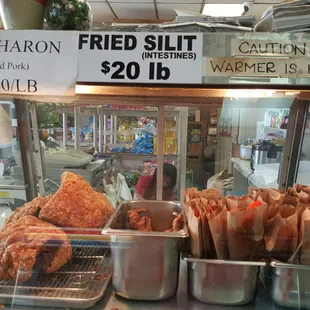 HARON
d Pork)
0/LB
FRIED SILIT
(INTESTINES)
$20 lb
CAUTION
WARMER IS